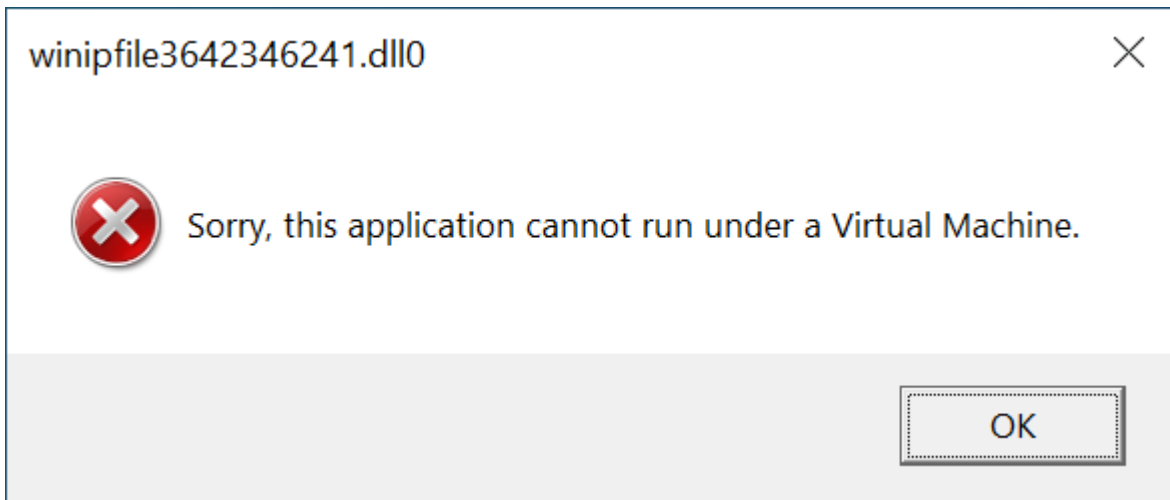 winipfile3642346241.dll0
Sorry, this application cannot run under a Virtual Machine.
OK